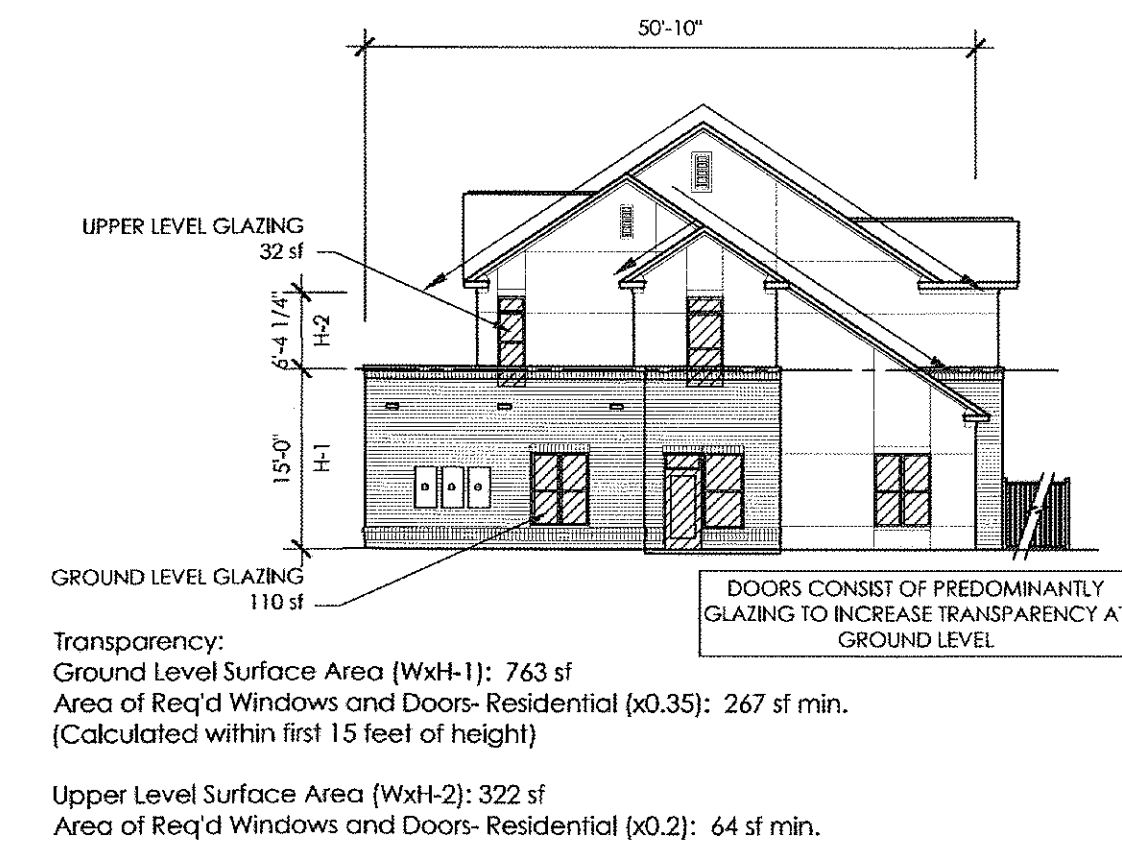 50'-10"
UPPER LEVEL GLAZING
32 sf
6'-4 1/4"
H-2
15'-0"
H-1
GROUND LEVEL GLAZING
110 sf
DOORS CONSIST OF PREDOMINANTLY
GLAZING TO INCREASE TRANSPARENCY AT
GROUND LEVEL
Transparency:
Ground Level Surface Area (WxH-1): 763 sf
Area of Req'd Windows and Doors- Residential (x0.35): 267 sf min.
(Calculated within first 15 feet of height)
Upper Level Surface Area (WxH-2): 322 sf
Area of Req'd Windows and Doors- Residential (x0.2): 64 sf min.